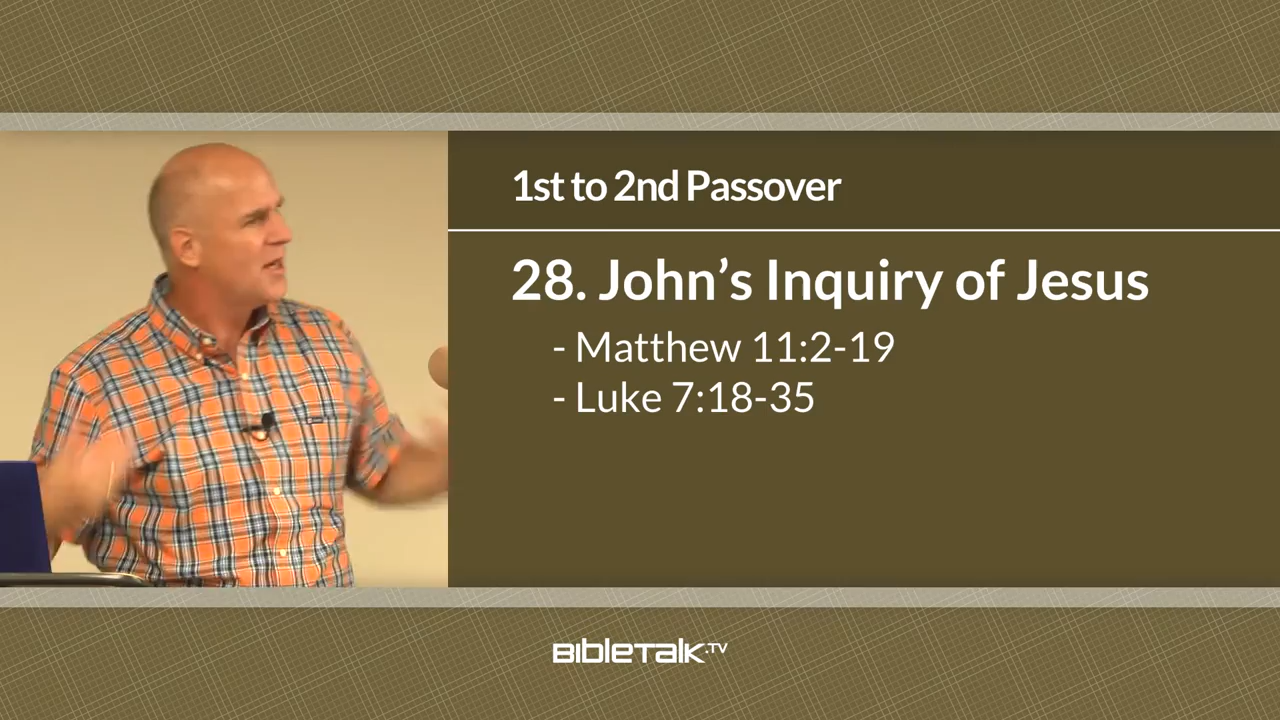 1st to 2nd Passover
28. John’s Inquiry of Jesus
- Matthew 11:2-19
- Luke 7:18-35
BIBLETALK.TV